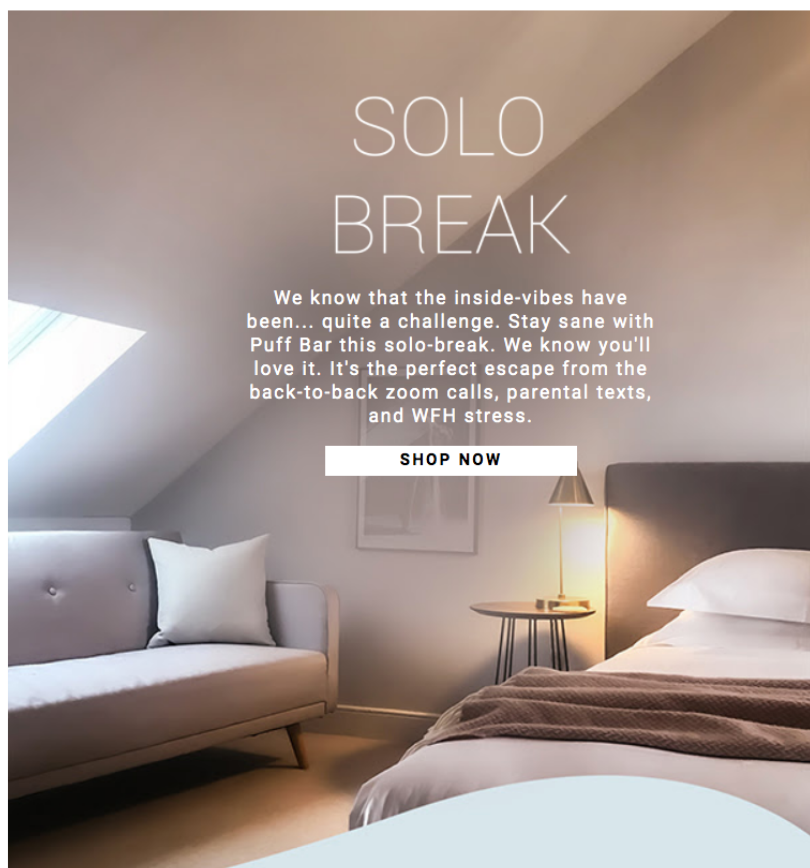 SOLO
BREAK
We know that the inside-vibes have
been... quite a challenge. Stay sane with
Puff Bar this solo-break. We know you'll
love it. It's the perfect escape from the
back-to-back zoom calls, parental texts,
and WFH stress.
SHOP NOW